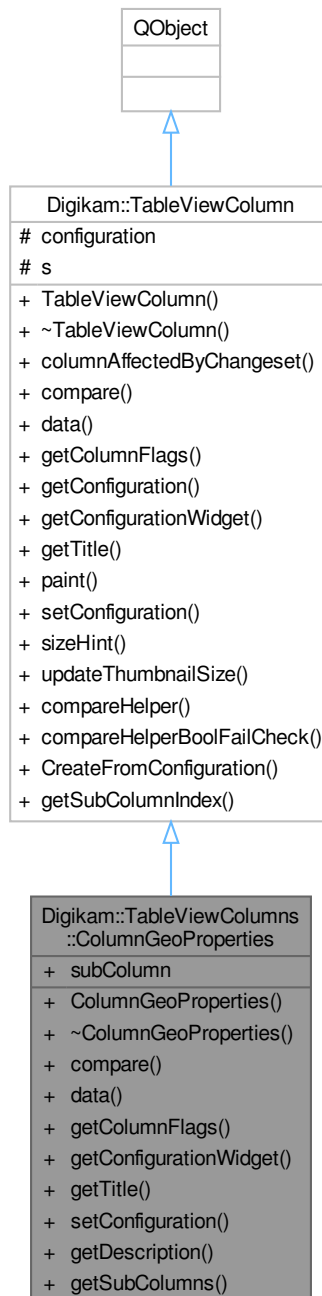 QObject
Digikam::TableViewColumn
# configuration
# s
+ TableViewColumn()
+ ~TableViewColumn()
+ columnAffectedByChangeset()
+ compare()
+ data()
+ getColumnFlags()
+ getConfiguration()
+ getConfigurationWidget()
+ getTitle()
+ paint()
+ setConfiguration()
+ sizeHint()
+ updateThumbnailSize()
+ compareHelper()
+ compareHelperBoolFailCheck()
+ CreateFromConfiguration()
+ getSubColumnIndex()
Digikam::TableViewColumns
::ColumnGeoProperties
+ subColumn
+ ColumnGeoProperties()
+ ~ColumnGeoProperties()
+ compare()
+ data()
+ getColumnFlags()
+ getConfigurationWidget()
+ getTitle()
+ setConfiguration()
+ getDescription()
+ getSubColumns()